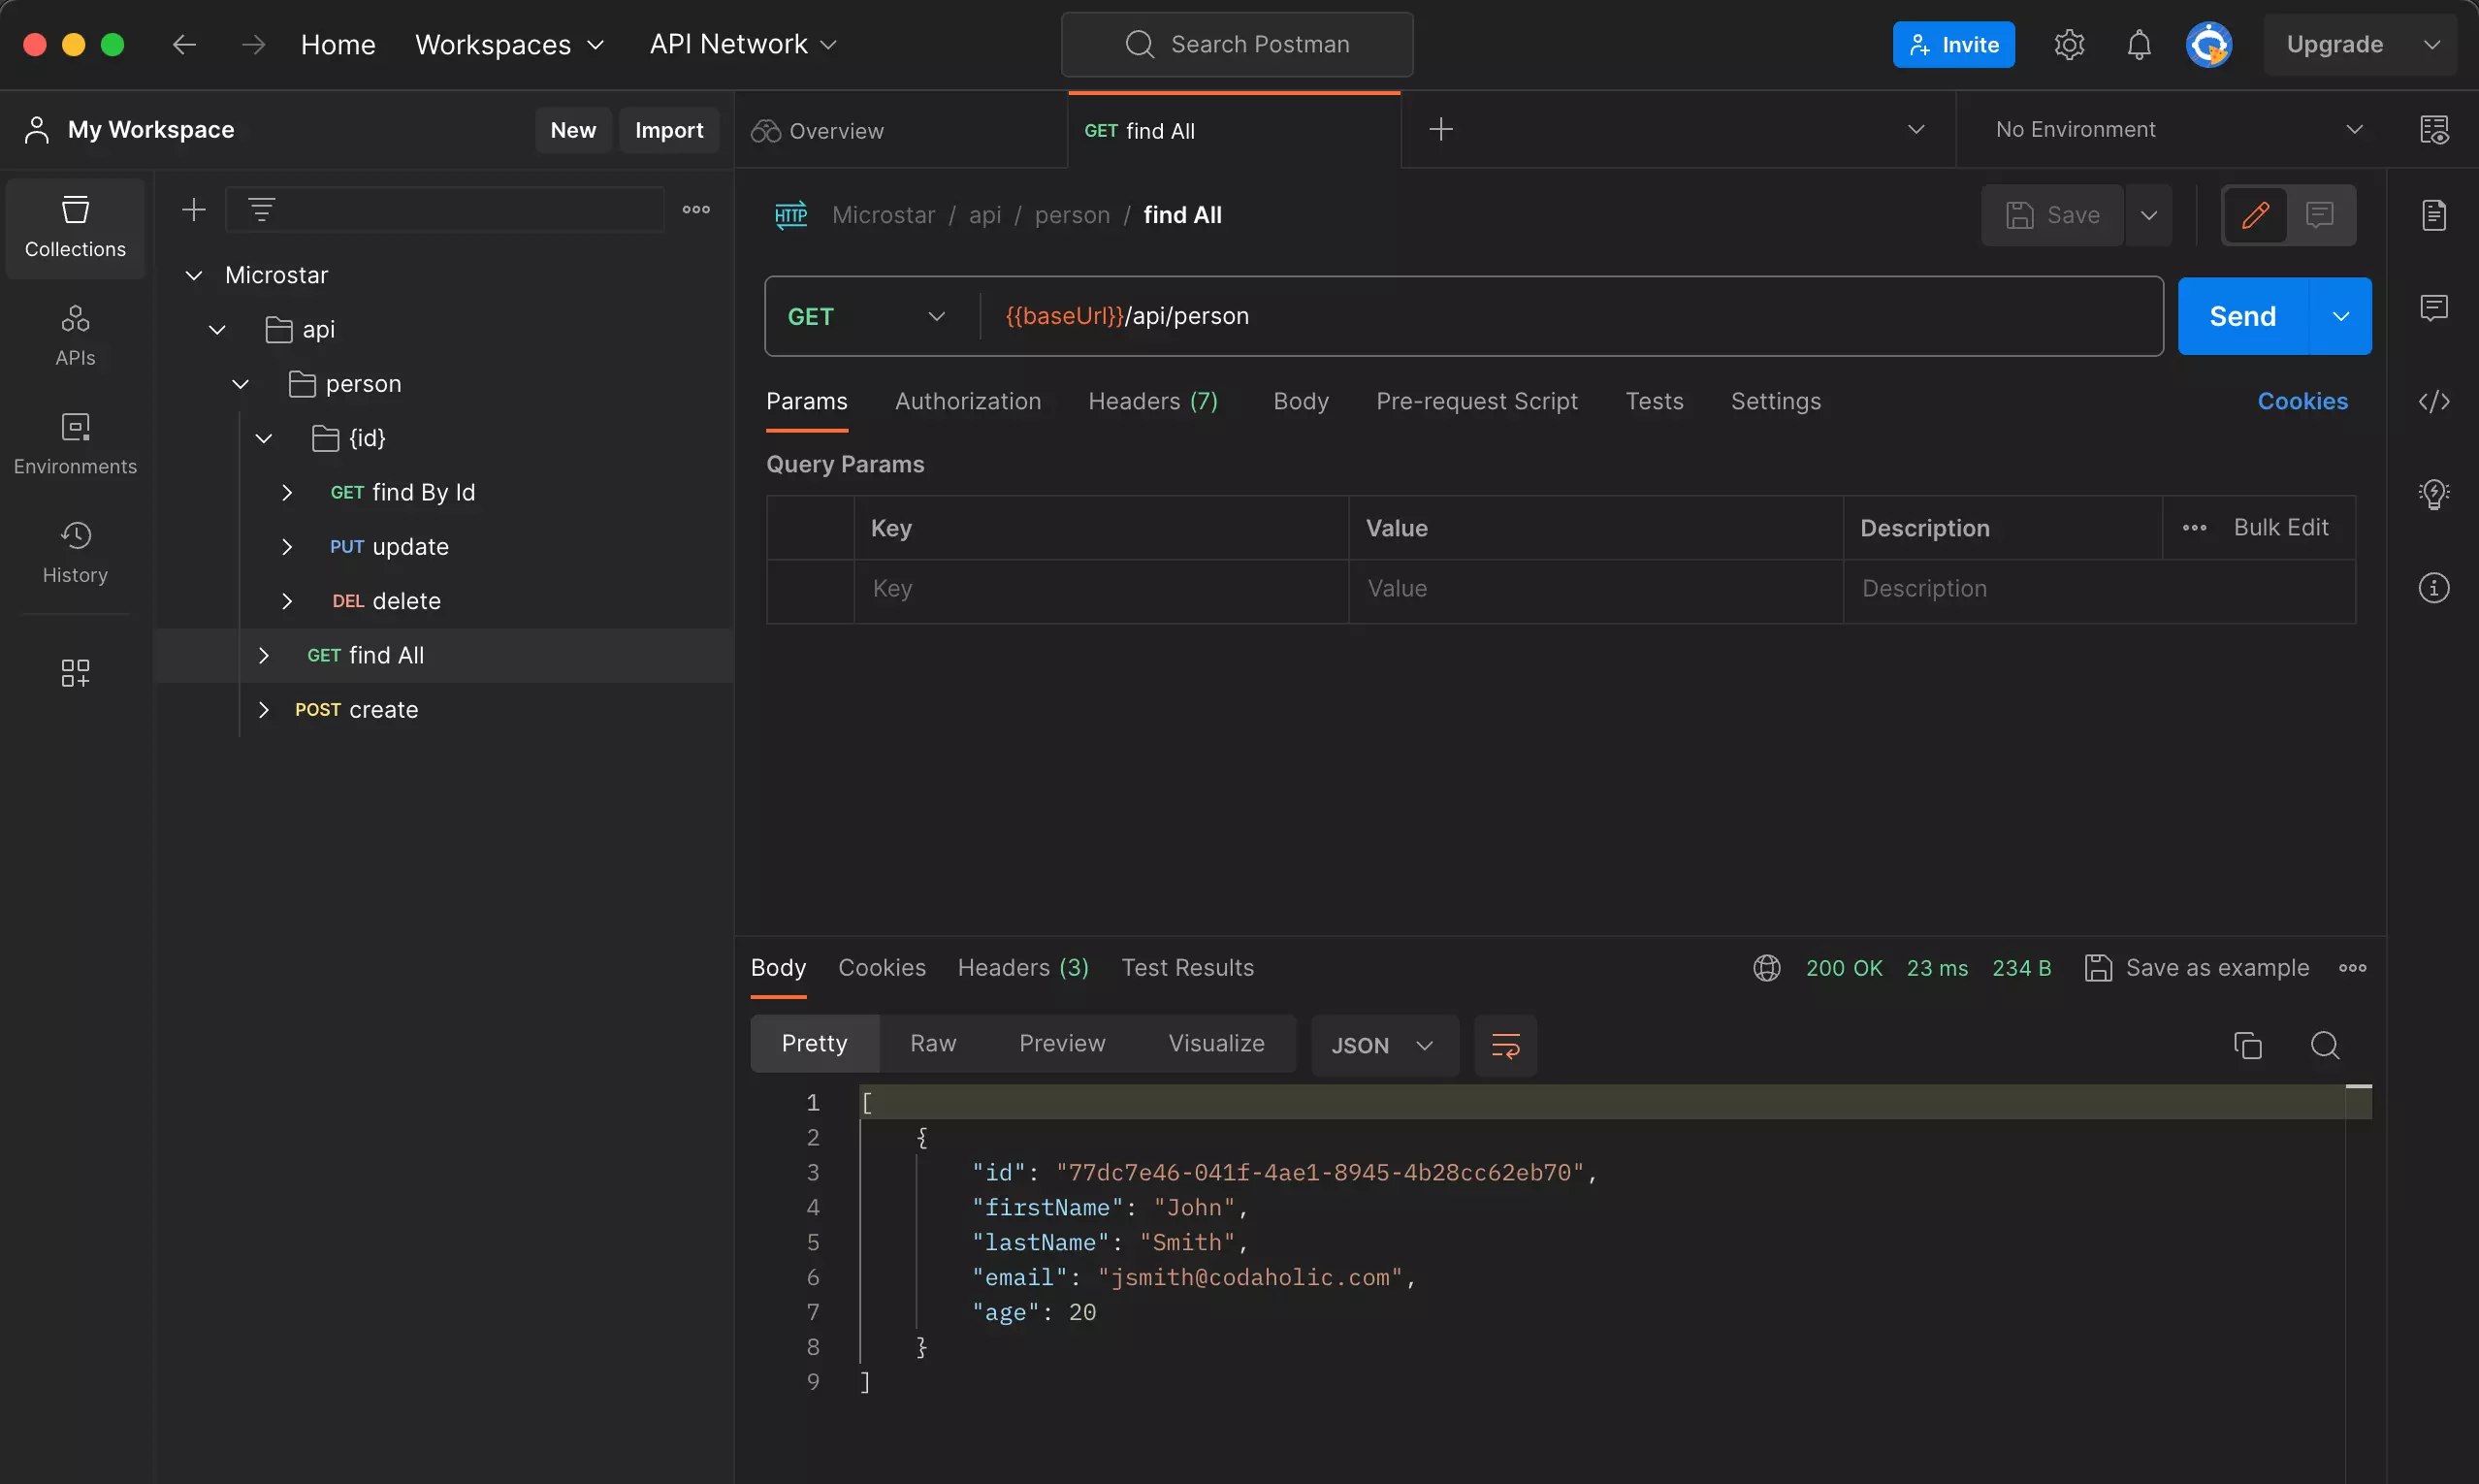 Home Workspaces API Network Search Postman Invite Upgrade
My Workspace New Import
Overview GET find All No Environment
Collections
APIs
Environments
History
Microstar
api
person
{id}
GET find By Id
PUT update
DEL delete
GET find All
POST create
HTTP Microstar / api / person / find All Save
GET {{baseUrl}}/api/person Send
Params Authorization Headers (7) Body Pre-request Script Tests Settings Cookies
Query Params
Key Value Description Bulk Edit
Key Value Description
Body Cookies Headers (3) Test Results 200 OK 23 ms 234 B Save as example
Pretty Raw Preview Visualize JSON
1 [
2 {
3 "id": "77dc7e46-041f-4ae1-8945-4b28cc62eb70",
4 "firstName": "John",
5 "lastName": "Smith",
6 "email": "jsmith@codaholic.com",
7 "age": 20
8 }
9 ]